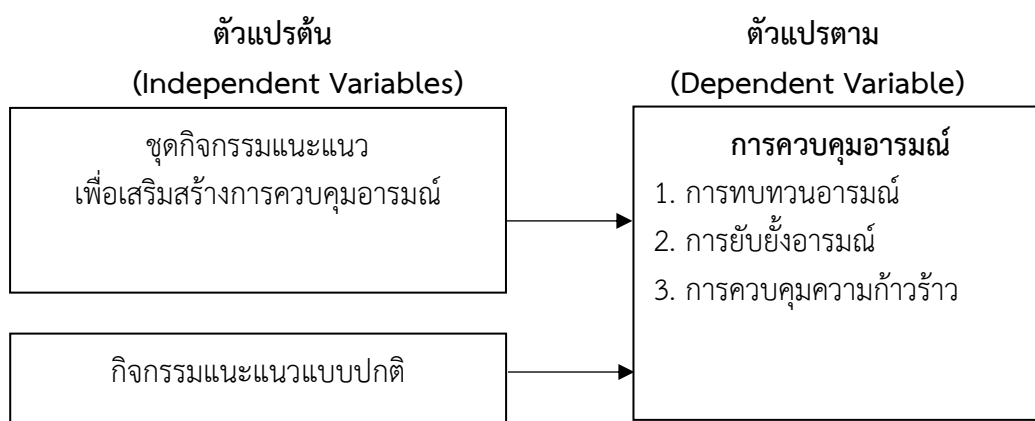 ตัวแปรต้น
(Independent Variables)
ชุดกิจกรรมแนะแนว
เพื่อเสริมสร้างการควบคุมอารมณ์
กิจกรรมแนะแนวแบบปกติ
ตัวแปรตาม
(Dependent Variable)
การควบคุมอารมณ์
1. การทบทวนอารมณ์
2. การยับยั้งอารมณ์
3. การควบคุมความก้าวร้าว